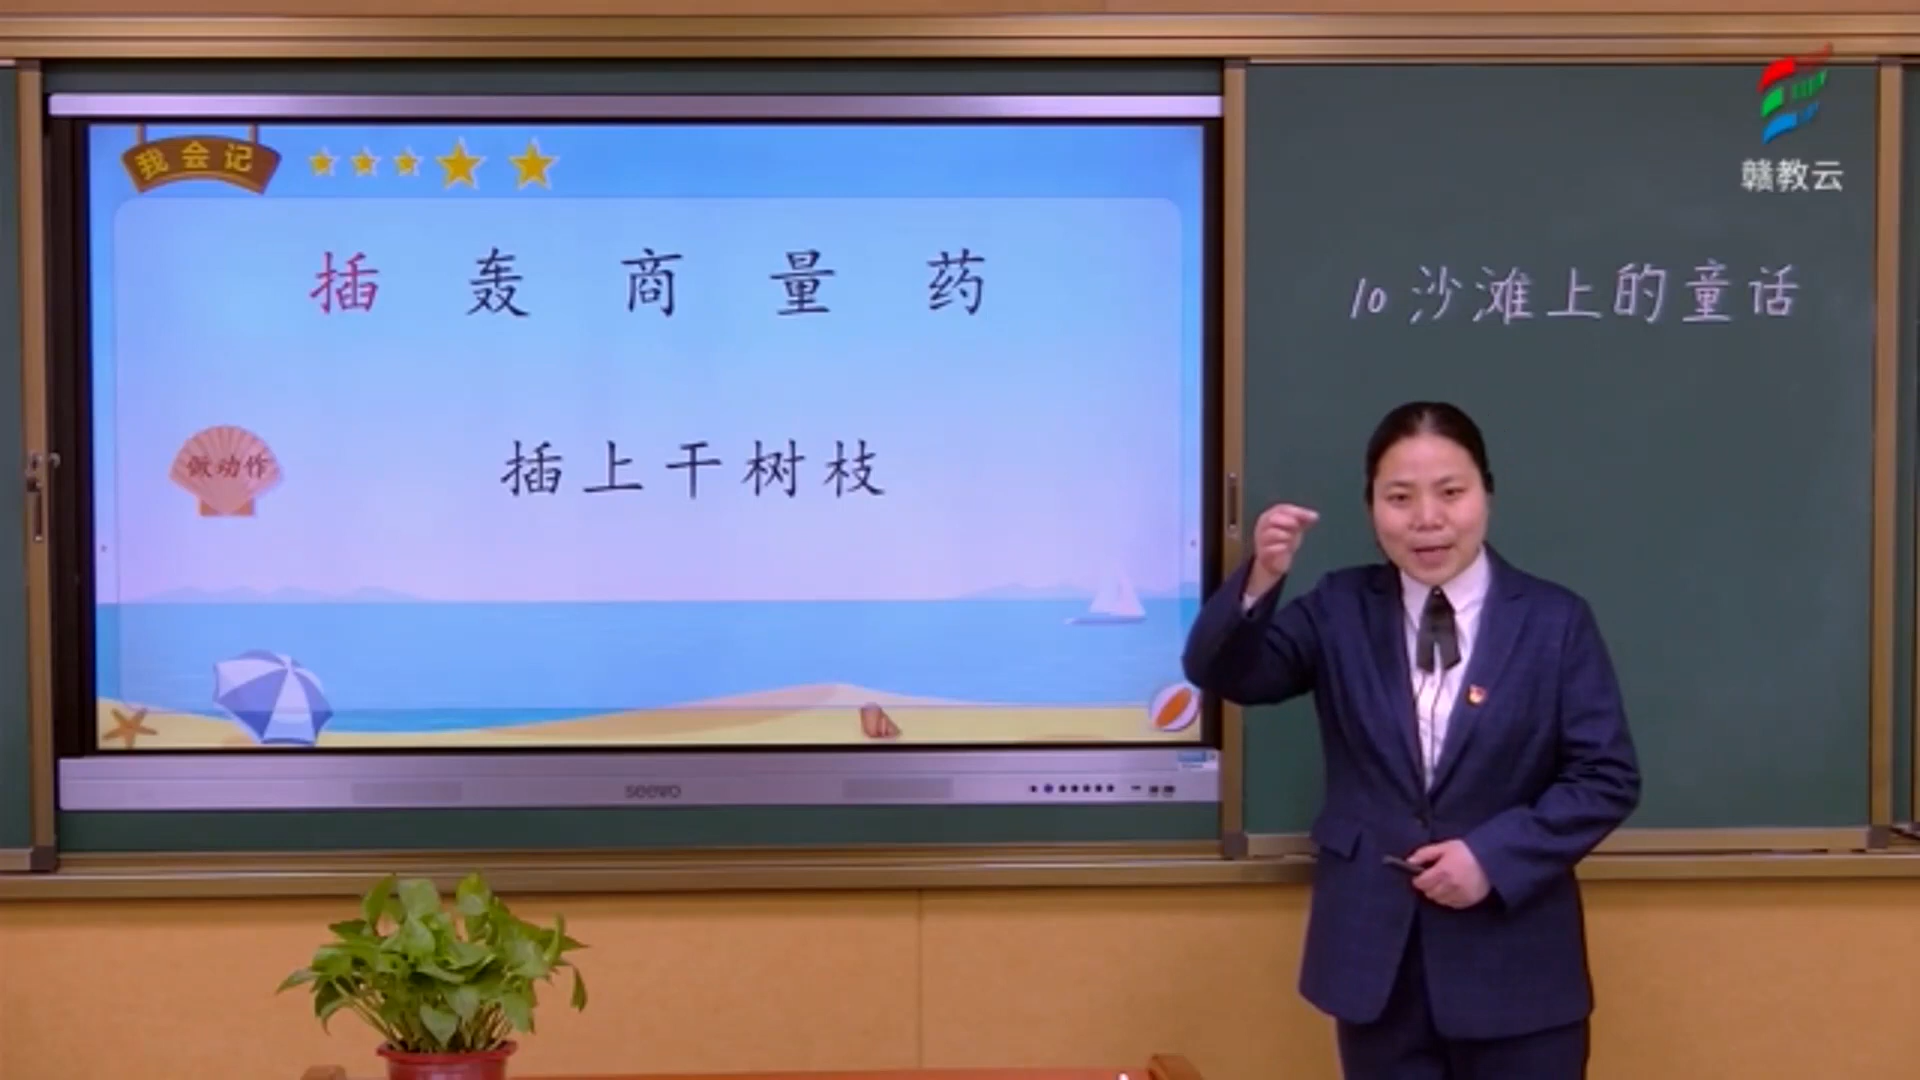 我会记
插 轰 商 量 药
做动作
插上干树枝
seewo
赣教云
10 沙滩上的童话